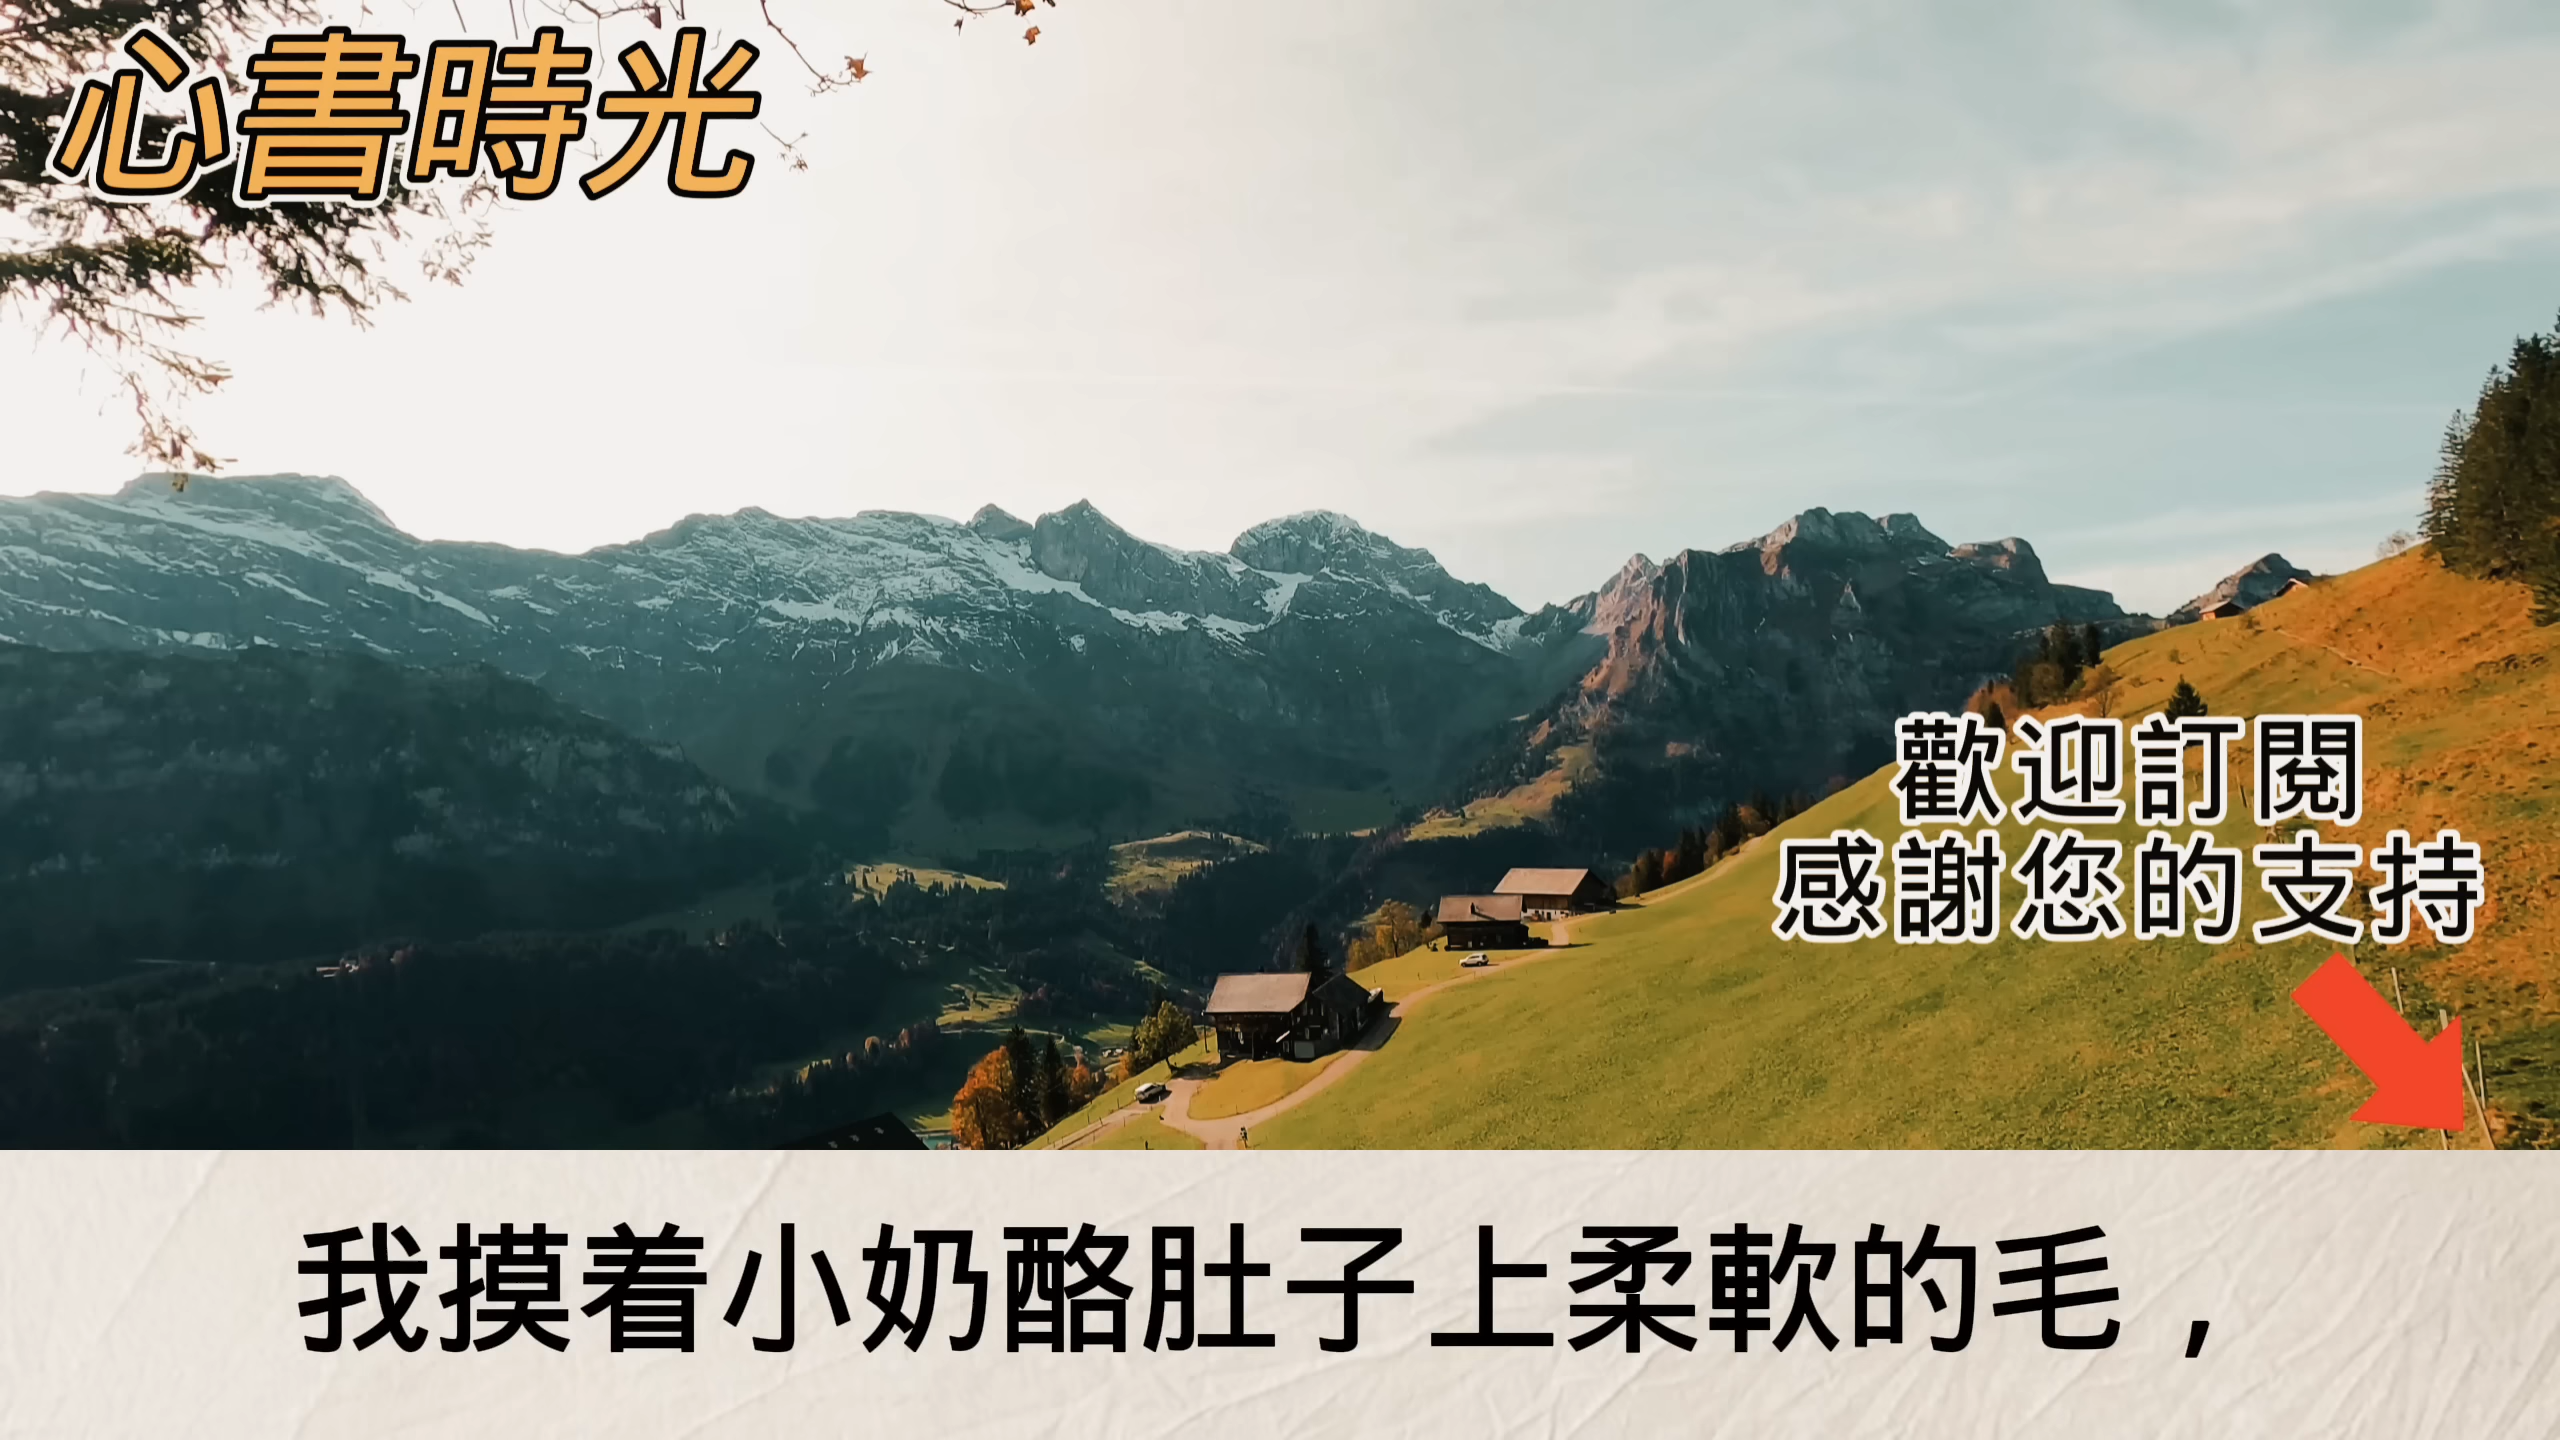 心書時光
歡迎訂閱
感謝您的支持
我摸着小奶酪肚子上柔軟的毛，